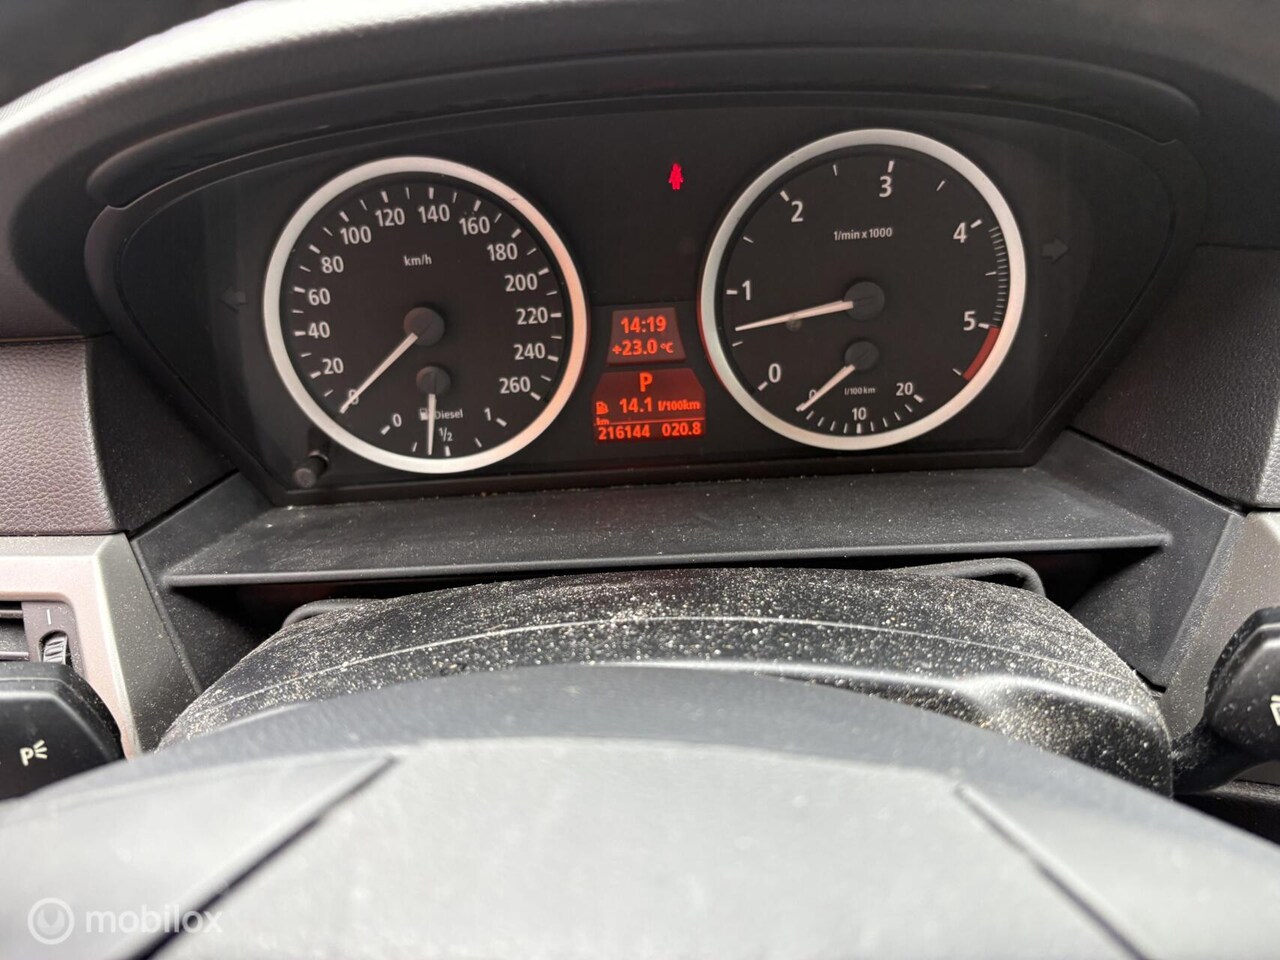 0 20 40 60 80 100 120 140 160 180 200 220 240 260
km/h
0 1/2 1
Diesel
14:19
+23.0 °C
P
14.1 l/100km
km
216144 020.8
0 1 2 3 4 5
1/min x 1000
0 10 20
l/100km
P
mobilox